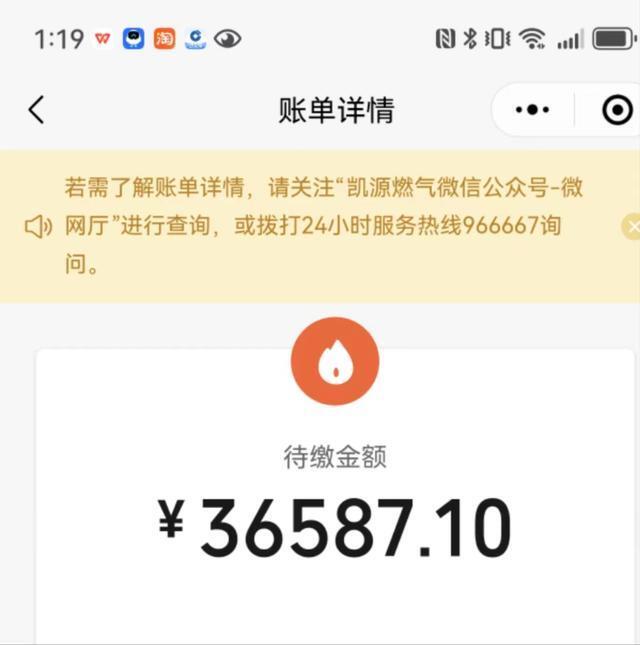 1:19
淘
账单详情
若需了解账单详情，请关注“凯源燃气微信公众号-微
网厅”进行查询，或拨打24小时服务热线966667询
问。
待缴金额
¥36587.10